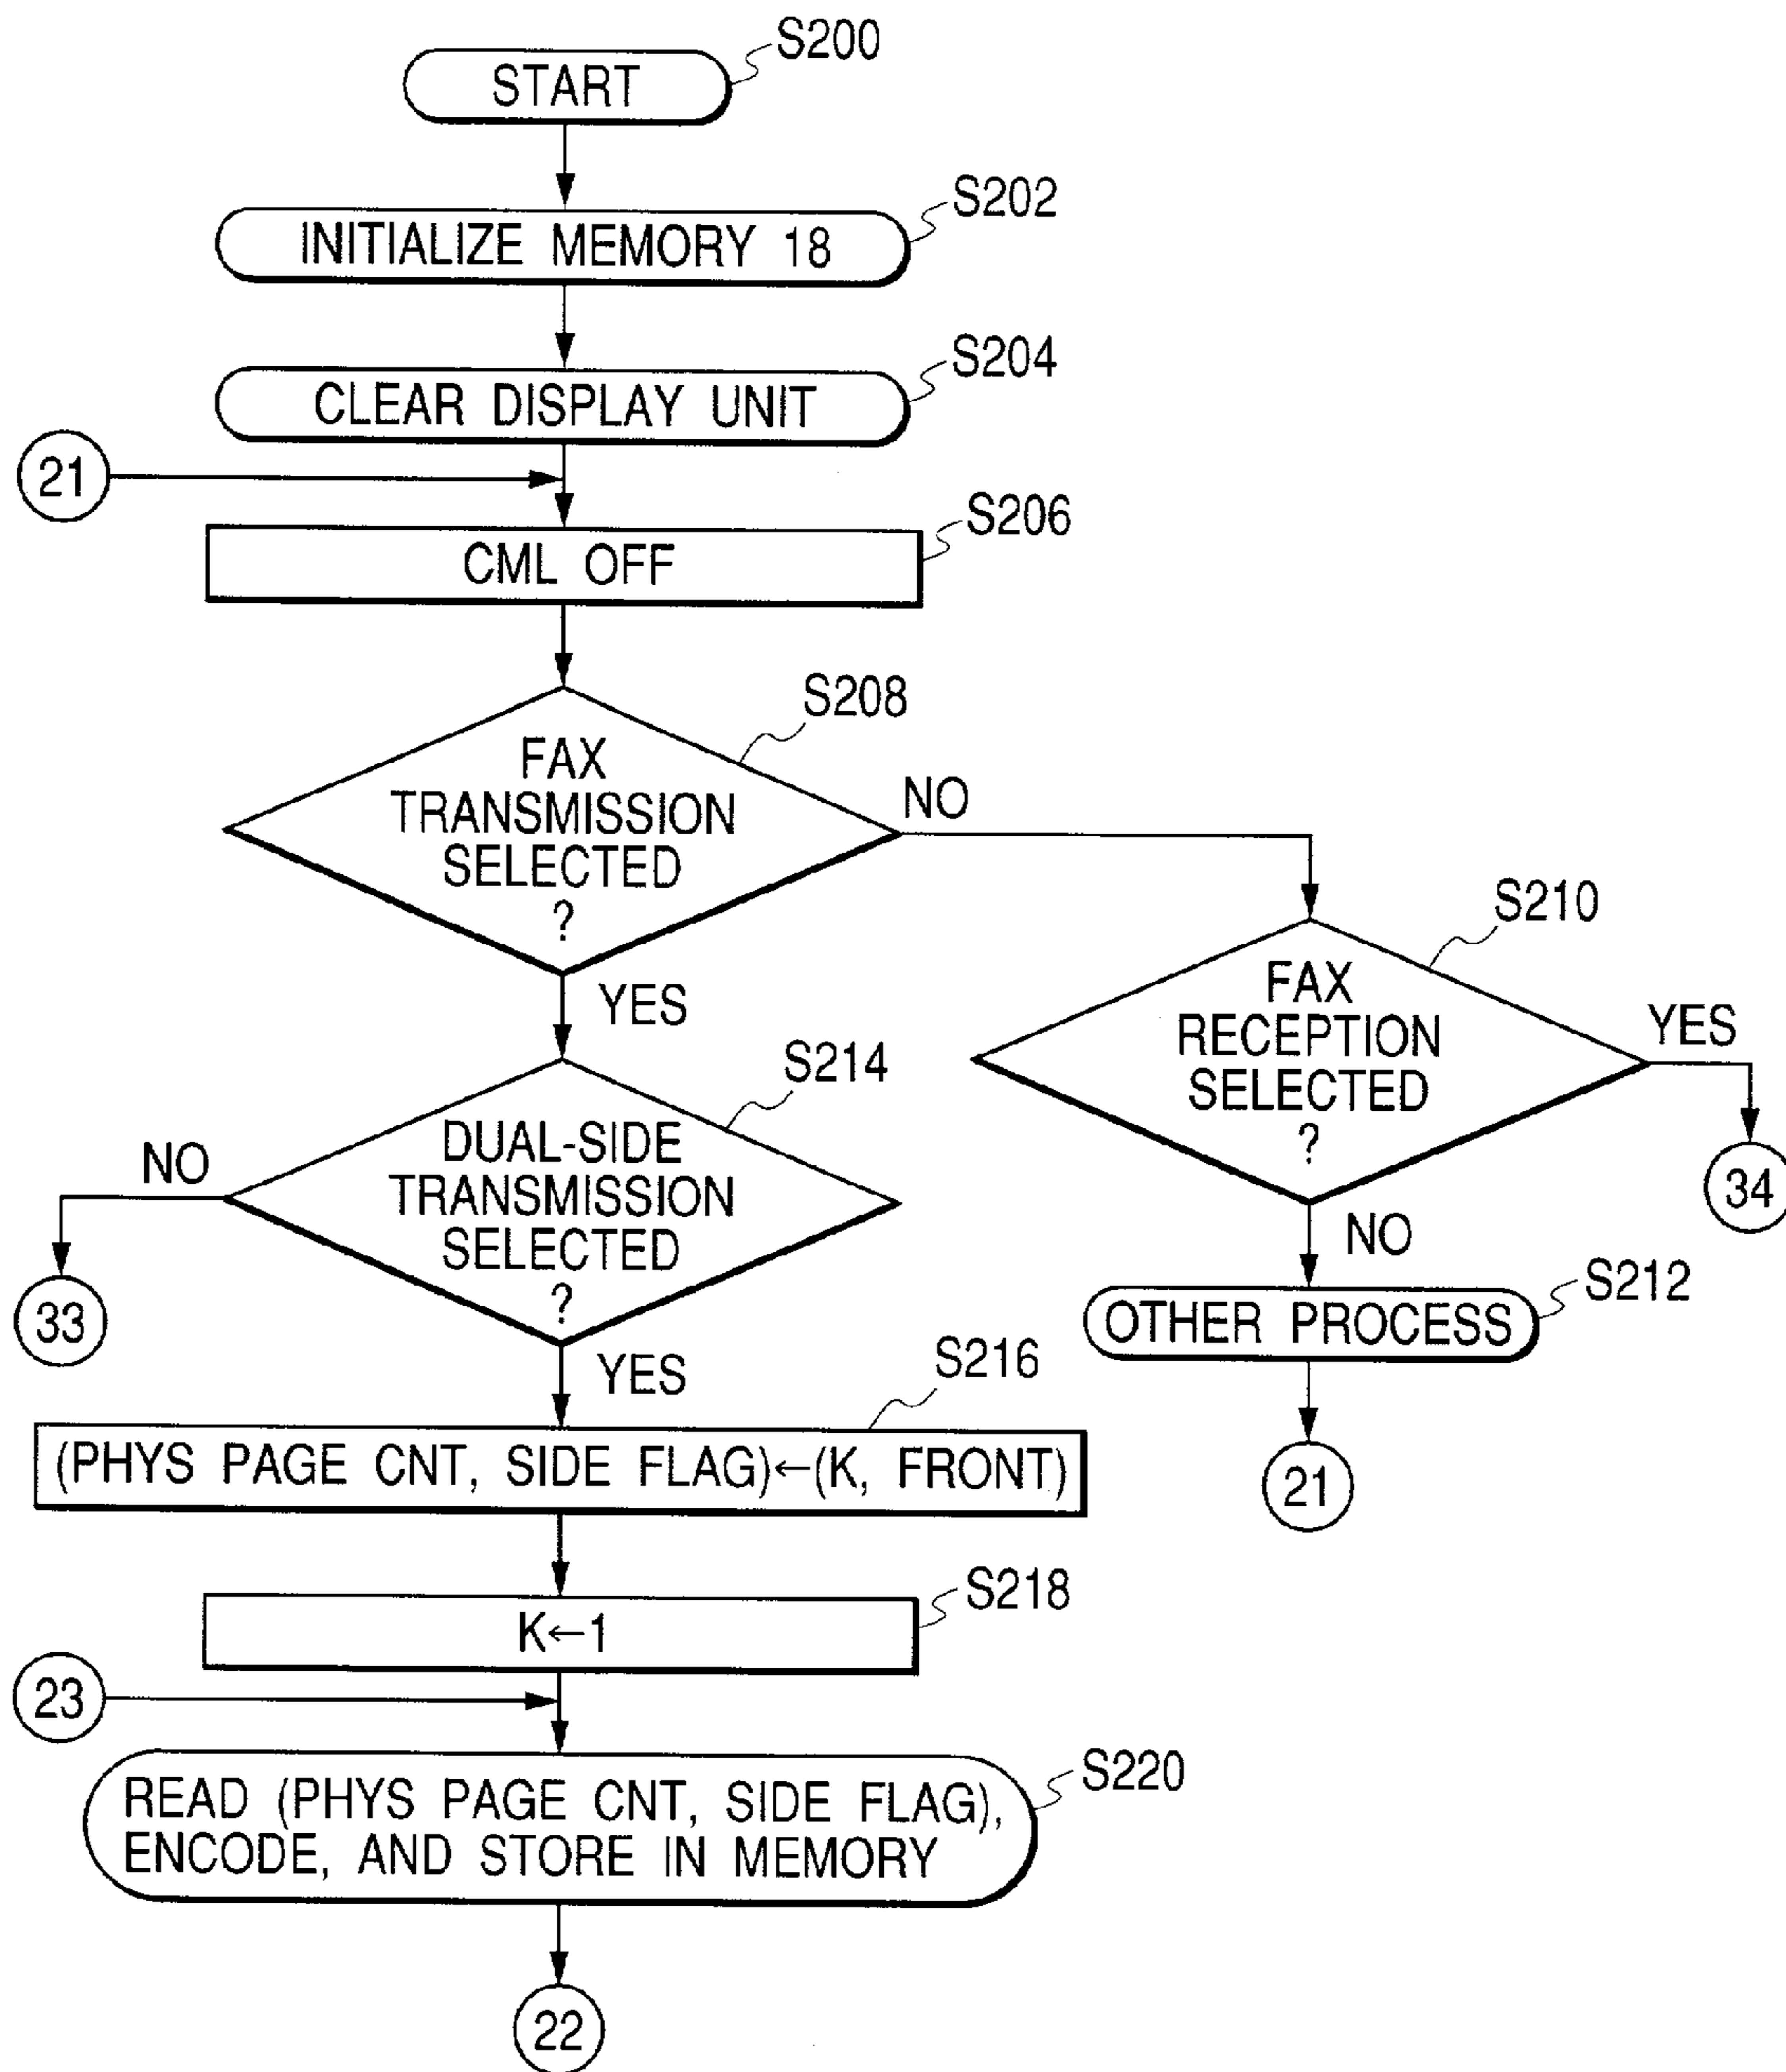 S200
START
S202
INITIALIZE MEMORY 18
S204
CLEAR DISPLAY UNIT
21
S206
CML OFF
S208
FAX
TRANSMISSION
SELECTED
?
NO
YES
S210
FAX
RECEPTION
SELECTED
?
YES
34
NO
S212
OTHER PROCESS
21
S214
DUAL-SIDE
TRANSMISSION
SELECTED
?
NO
33
YES
S216
(PHYS PAGE CNT, SIDE FLAG)←(K, FRONT)
S218
K←1
23
S220
READ (PHYS PAGE CNT, SIDE FLAG),
ENCODE, AND STORE IN MEMORY
22